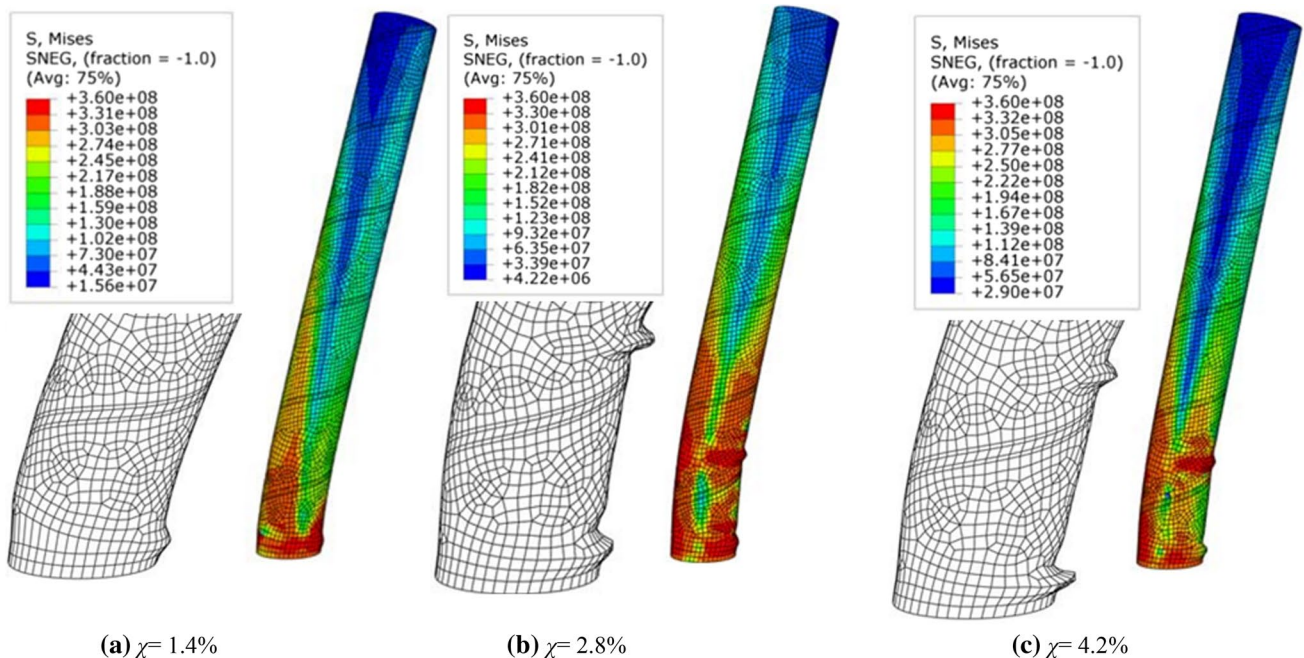 S, Mises
SNEG, (fraction = -1.0)
(Avg: 75%)
+3.60e+08
+3.31e+08
+3.03e+08
+2.74e+08
+2.45e+08
+2.17e+08
+1.88e+08
+1.59e+08
+1.30e+08
+1.02e+08
+7.30e+07
+4.43e+07
+1.56e+07
S, Mises
SNEG, (fraction = -1.0)
(Avg: 75%)
+3.60e+08
+3.30e+08
+3.01e+08
+2.71e+08
+2.41e+08
+2.12e+08
+1.82e+08
+1.52e+08
+1.23e+08
+9.32e+07
+6.35e+07
+3.39e+07
+4.22e+06
S, Mises
SNEG, (fraction = -1.0)
(Avg: 75%)
+3.60e+08
+3.32e+08
+3.05e+08
+2.77e+08
+2.50e+08
+2.22e+08
+1.94e+08
+1.67e+08
+1.39e+08
+1.12e+08
+8.41e+07
+5.65e+07
+2.90e+07
(a) χ= 1.4%
(b) χ= 2.8%
(c) χ= 4.2%